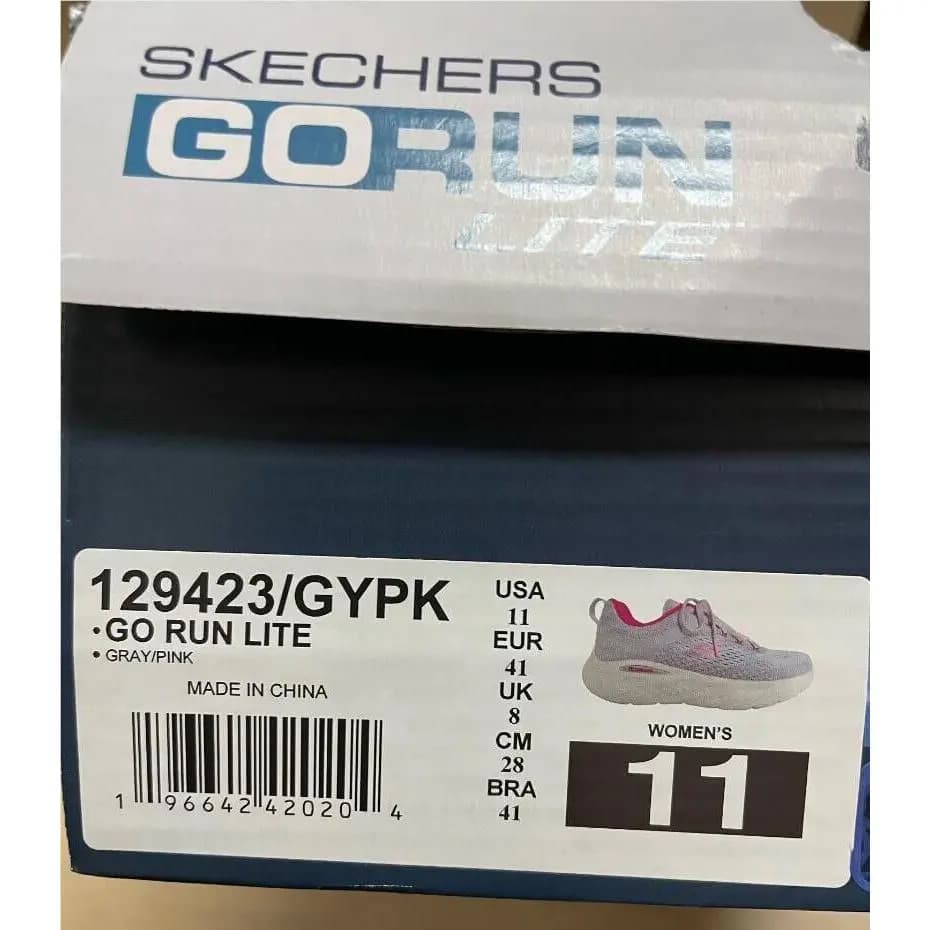 SKECHERS
GORUN
LITE
129423/GYPK
•GO RUN LITE
• GRAY/PINK
MADE IN CHINA
1 96642 42020 4
USA
11
EUR
41
UK
8
CM
28
BRA
41
WOMEN'S
11